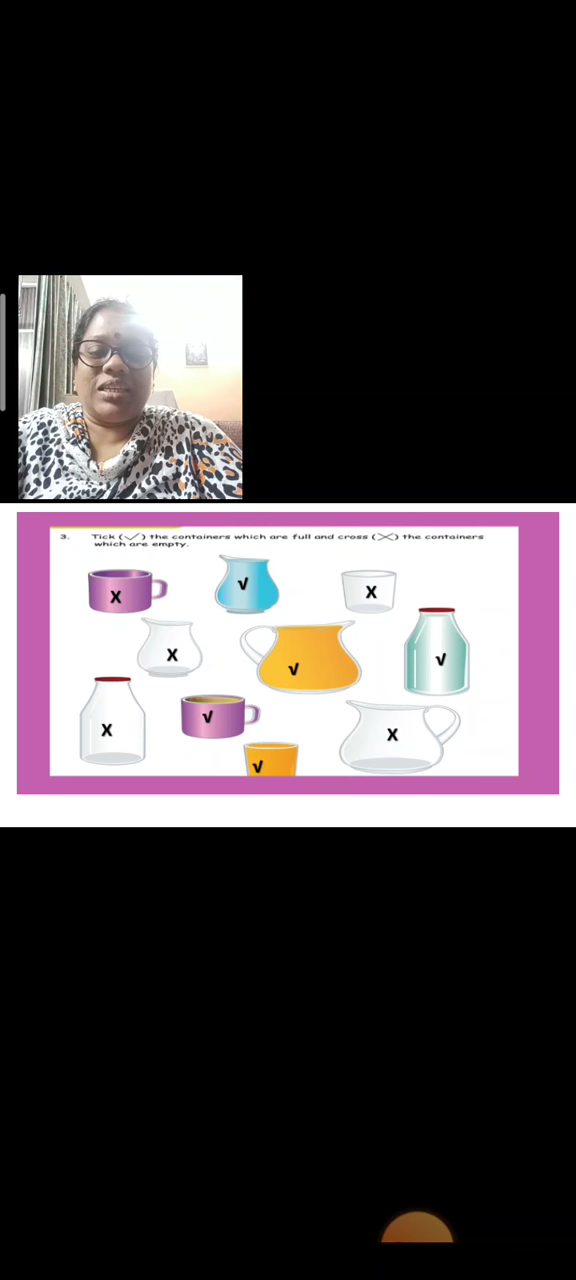 3. Tick (✓) the containers which are full and cross (✗) the containers
which are empty.
X √ X
X √ √
X √ X
√